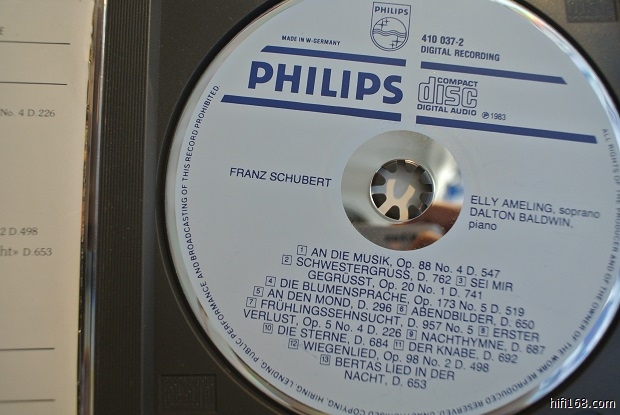 PHILIPS
MADE IN W-GERMANY
410 037-2
DIGITAL RECORDING
PHILIPS
COMPACT
disc
DIGITAL AUDIO
Ⓟ 1983
FRANZ SCHUBERT
ELLY AMELING, soprano
DALTON BALDWIN,
piano
1 AN DIE MUSIK, Op. 88 No. 4 D. 547
2 SCHWESTERGRUSS, D. 762 3 SEI MIR
GEGRÜSST, Op. 20 No. 1 D. 741
4 DIE BLUMENSPRACHE, Op. 173 No. 5 D. 519
5 AN DEN MOND, D. 296 6 ABENDBILDER, D. 650
7 FRÜHLINGSSEHNSUCHT, D. 957 No. 5 8 ERSTER
VERLUST, Op. 5 No. 4 D. 226 9 NACHTHYMNE, D. 687
10 DIE STERNE, D. 684 11 DER KNABE, D. 692
12 WIEGENLIED, Op. 98 No. 2 D. 498
13 BERTAS LIED IN DER
NACHT, D. 653
ALL RIGHTS OF THE PRODUCER AND OF THE OWNER OF THE WORK REPRODUCED RESERVED. UNAUTHORISED COPYING, HIRING, LENDING, PUBLIC PERFORMANCE AND BROADCASTING OF THIS RECORD PROHIBITED.
No. 4 D. 226
2 D. 498
ht» D. 653
hifi168.com